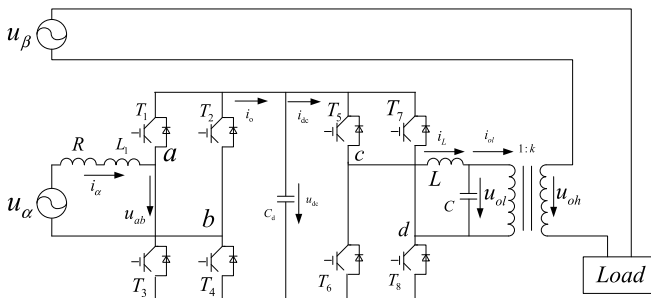 u_β
T_1
T_2
i_o
i_dc
T_5
T_7
R
L_1
a
i_α
u_ab
u_α
b
C_d
u_dc
c
i_L
i_ol
1:k
L
C
u_ol
u_oh
d
T_3
T_4
T_6
T_8
Load